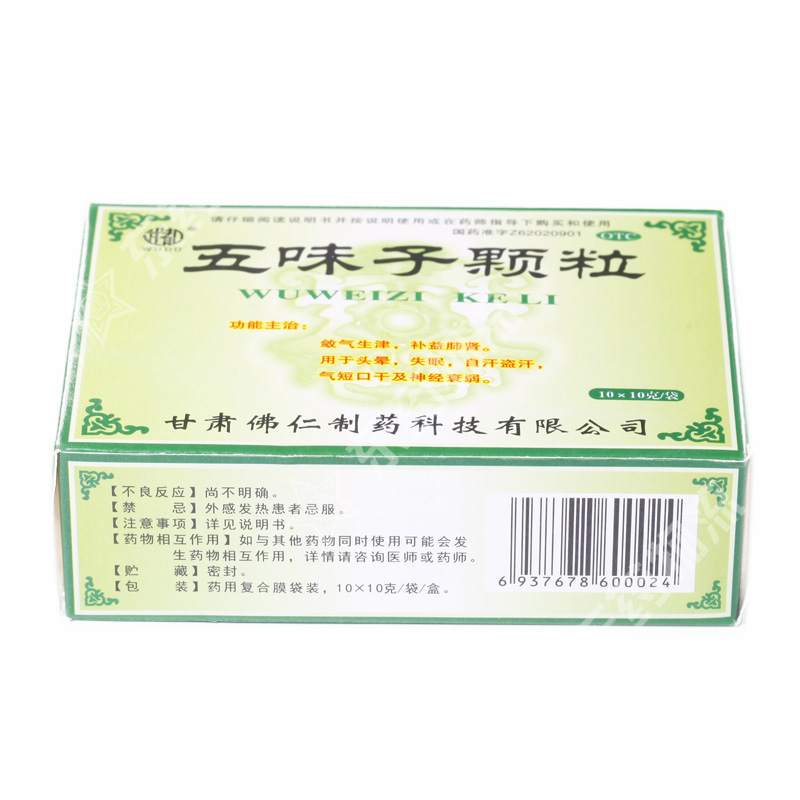 请仔细阅读说明书并按说明使用或在药师指导下购买和使用
国药准字Z62020901
OTC
五味子颗粒
WUWEIZI KELI
功能主治：
敛气生津，补益肺肾。
用于头晕，失眠，自汗盗汗，
气短口干及神经衰弱。
10×10克/袋
甘肃佛仁制药科技有限公司
【不良反应】尚不明确。
【禁 忌】外感发热患者忌服。
【注意事项】详见说明书。
【药物相互作用】如与其他药物同时使用可能会发
生药物相互作用，详情请咨询医师或药师。
【贮 藏】密封。
【包 装】药用复合膜袋装，10×10克/袋/盒。
6 937678 600024